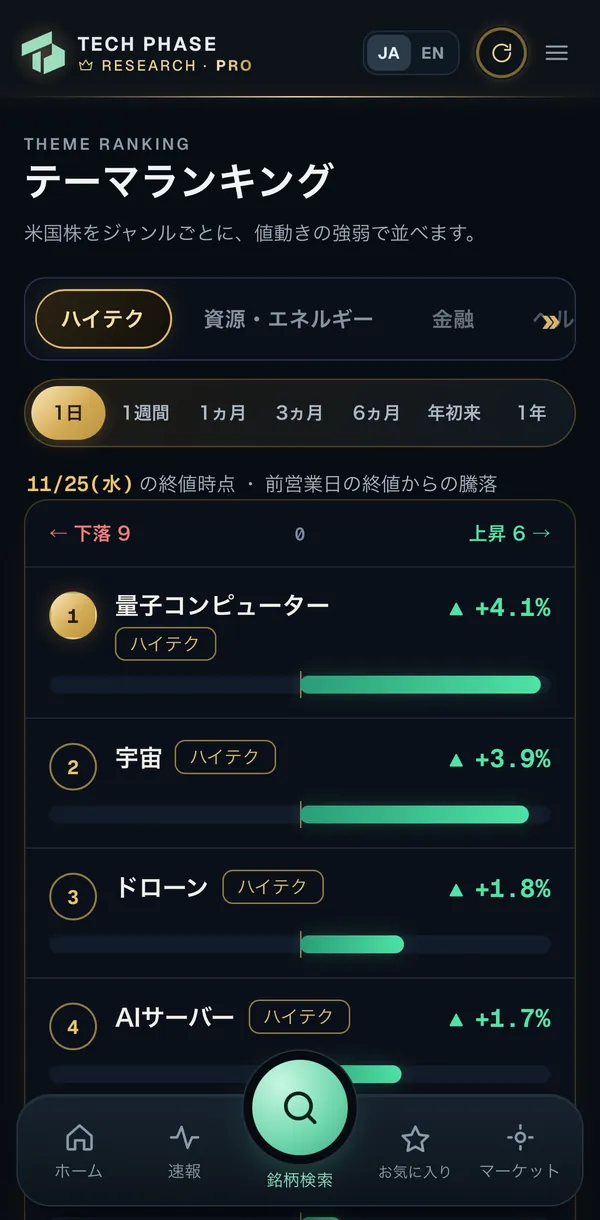 TECH PHASE
RESEARCH · PRO
JA EN
THEME RANKING
テーマランキング
米国株をジャンルごとに、値動きの強弱で並べます。
ハイテク 資源・エネルギー 金融 ヘル
1日 1週間 1ヵ月 3ヵ月 6ヵ月 年初来 1年
11/25(水) の終値時点 ・ 前営業日の終値からの騰落
← 下落 9 0 上昇 6 →
1 量子コンピューター ▲ +4.1%
ハイテク
2 宇宙 ハイテク ▲ +3.9%
3 ドローン ハイテク ▲ +1.8%
4 AIサーバー ハイテク ▲ +1.7%
ホーム 速報 銘柄検索 お気に入り マーケット